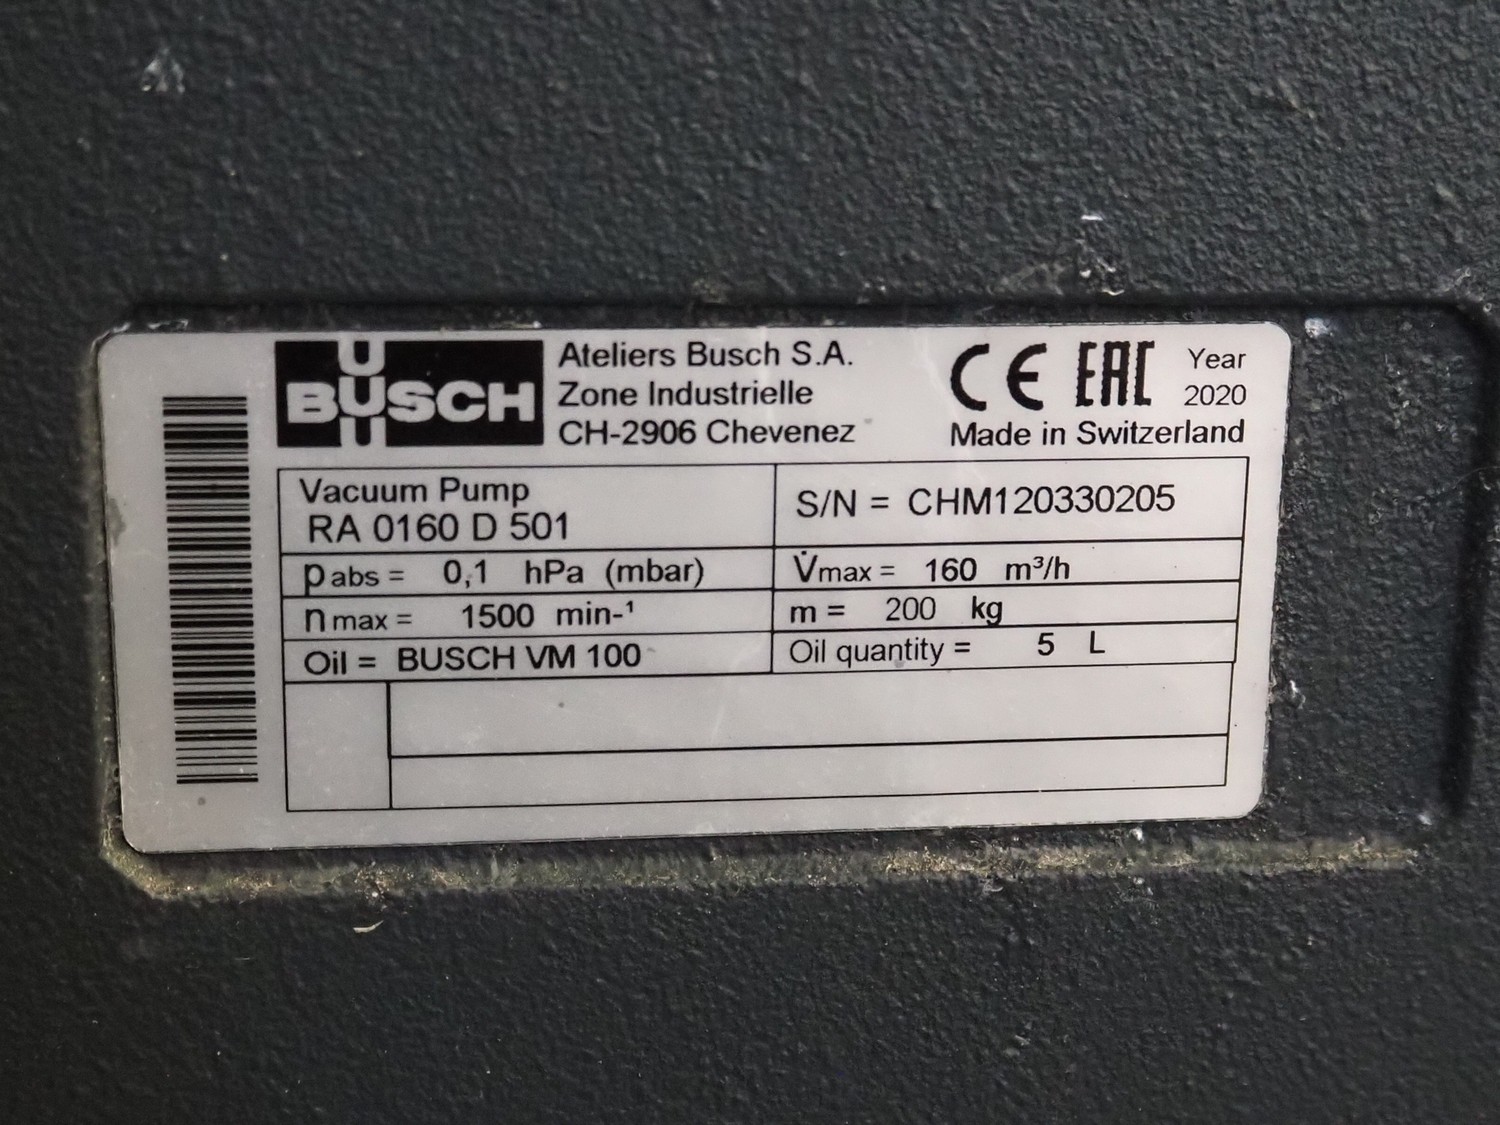 BUSCH
Ateliers Busch S.A.
Zone Industrielle
CH-2906 Chevenez
CE EAC
Year
2020
Made in Switzerland
Vacuum Pump
RA 0160 D 501
S/N = CHM120330205
p abs = 0,1 hPa (mbar)
V̇max = 160 m³/h
n max = 1500 min-¹
m = 200 kg
Oil = BUSCH VM 100
Oil quantity = 5 L